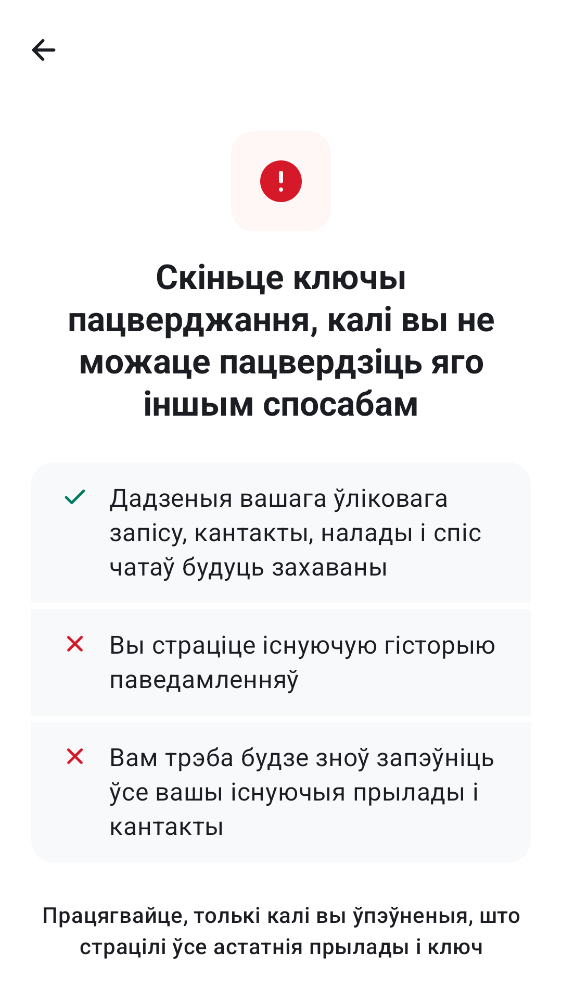 Скіньце ключы
пацверджання, калі вы не
можаце пацвердзіць яго
іншым спосабам
Дадзеныя вашага ўліковага
запісу, кантакты, налады і спіс
чатаў будуць захаваны
Вы страціце існуючую гісторыю
паведамленняў
Вам трэба будзе зноў запэўніць
ўсе вашы існуючыя прылады і
кантакты
Працягвайце, толькі калі вы ўпэўненыя, што
страцілі ўсе астатнія прылады і ключ